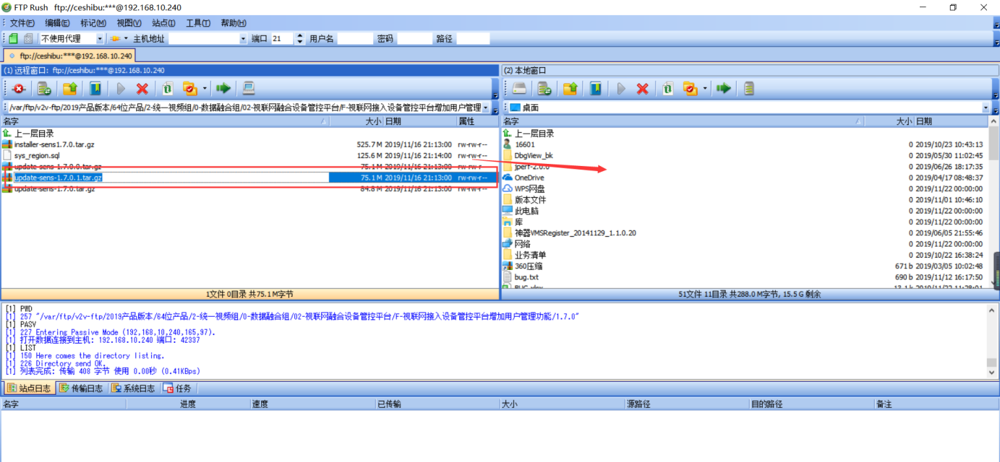 FTP Rush ftp://ceshibu:***@192.168.10.240
文件(F) 编辑(E) 标记(M) 视图(V) 站点(I) 工具(T) 帮助(H)
不使用代理 主机地址 端口 21 用户名 密码 路径
ftp://ceshibu:***@192.168.10.240
(1) 远程窗口: ftp://ceshibu:***@192.168.10.240
/var/ftp/v2v-ftp/2019产品版本/64位产品/2-统一视频组/0-数据融合组/02-视联网融合设备管控平台/F-视联网接入设备管控平台增加用户管理
名字 大小 日期 属性
上一层目录
installer-sens1.7.0.tar.gz 525.7 M 2019/11/16 21:13:00 rw-rw-r--
sys_region.sql 125.6 M 2019/11/16 21:14:00 rw-rw-r--
update-sens-1.7.0.0.tar.gz 75.1 M 2019/11/16 21:13:00 rw-rw-r--
update-sens-1.7.0.1.tar.gz 75.1 M 2019/11/16 21:13:00 rw-rw-r--
update-sens-1.7.0.tar.gz 84.8 M 2019/11/16 21:13:00 rw-rw-r--
1文件 0目录 共75.1 M字节
(2) 本地窗口
桌面
名字 大小 日期
上一层目录
16601 0 2019/10/23 10:43:13
DbgView_bk 0 2019/05/30 11:02:45
jperf-2.0.0 0 2019/06/26 18:17:35
OneDrive 0 2019/04/17 08:48:37
WPS网盘 0 2019/11/22 00:00:00
版本文件 0 2019/11/01 10:46:10
此电脑 0 2019/11/22 00:00:00
库 0 2019/11/22 00:00:00
神器VMSRegister_20141129_1.1.0.20 0 2019/06/05 21:55:46
网络 0 2019/11/22 00:00:00
业务清单 0 2019/10/22 16:38:24
360压缩 671 b 2019/03/05 10:02:48
bug.txt 690 b 2019/11/12 16:17:50
51文件 11目录 共288.0 M字节, 15.5 G 剩余
[1] PWD
[1] 257 "/var/ftp/v2v-ftp/2019产品版本/64位产品/2-统一视频组/0-数据融合组/02-视联网融合设备管控平台/F-视联网接入设备管控平台增加用户管理功能/1.7.0"
[1] PASV
[1] 227 Entering Passive Mode (192,168,10,240,165,97).
[1] 打开数据连接到主机: 192.168.10.240 端口: 42337
[1] LIST
[1] 150 Here comes the directory listing.
[1] 226 Directory send OK.
[1] 列表完成: 传输 408 字节 使用 0.00秒 (0.41KBps)
站点日志 传输日志 系统日志 任务
名字 进度 速度 已传输 大小 源路径 目的路径 备注